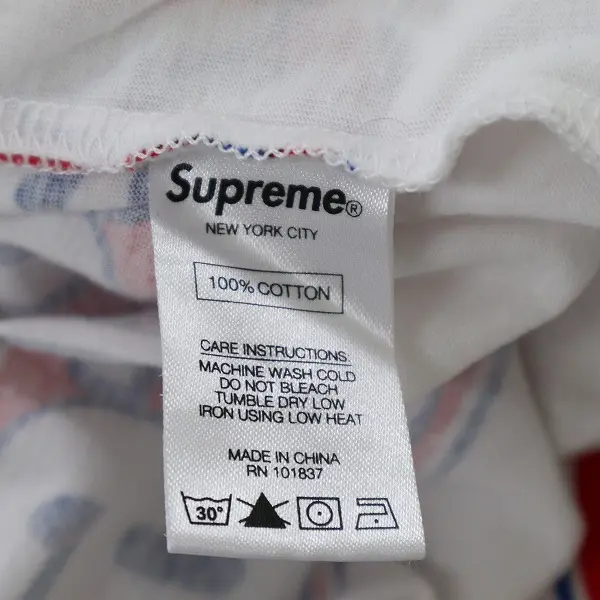 Supreme®
NEW YORK CITY
100% COTTON
CARE INSTRUCTIONS:
MACHINE WASH COLD
DO NOT BLEACH
TUMBLE DRY LOW
IRON USING LOW HEAT
MADE IN CHINA
RN 101837
30°